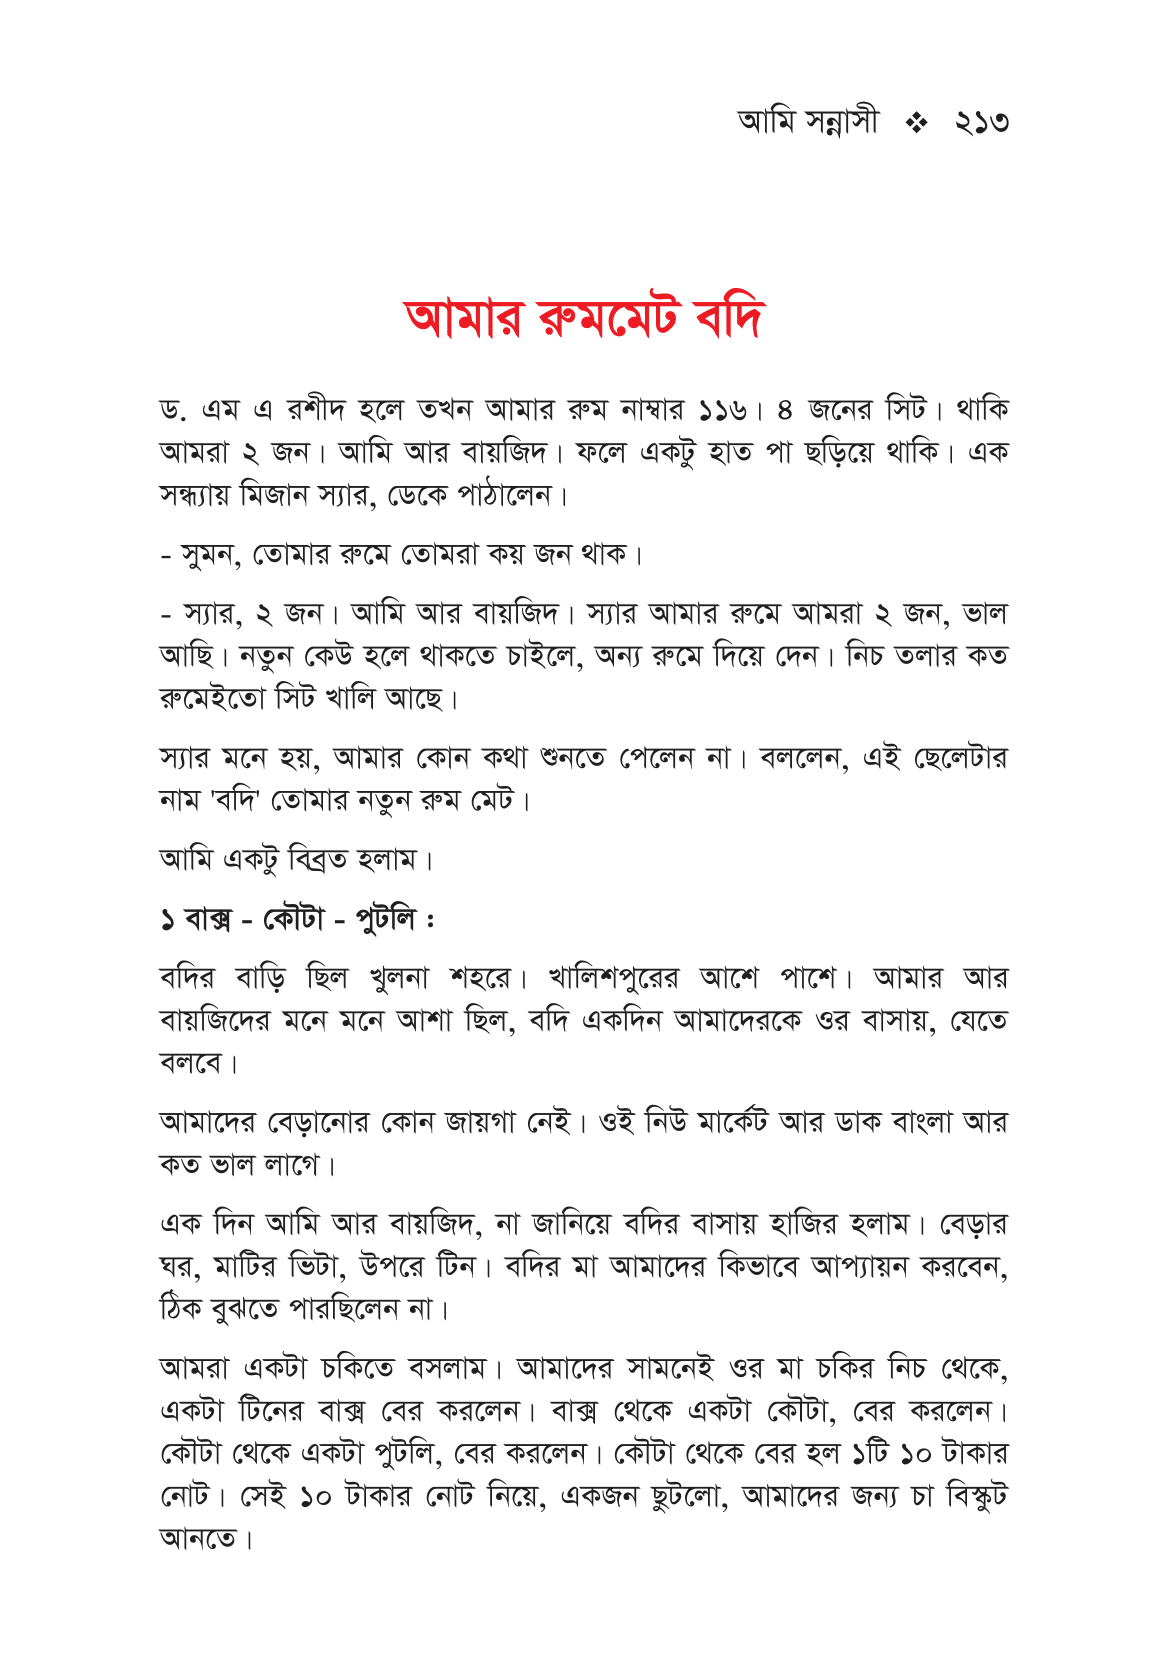 আমি সন্নাসী ❖ ২১৩
আমার রুমমেট বদি
ড. এম এ রশীদ হলে তখন আমার রুম নাম্বার ১১৬। ৪ জনের সিট। থাকি
আমরা ২ জন। আমি আর বায়জিদ। ফলে একটু হাত পা ছড়িয়ে থাকি। এক
সন্ধ্যায় মিজান স্যার, ডেকে পাঠালেন।
- সুমন, তোমার রুমে তোমরা কয় জন থাক।
- স্যার, ২ জন। আমি আর বায়জিদ। স্যার আমার রুমে আমরা ২ জন, ভাল
আছি। নতুন কেউ হলে থাকতে চাইলে, অন্য রুমে দিয়ে দেন। নিচ তলার কত
রুমেইতো সিট খালি আছে।
স্যার মনে হয়, আমার কোন কথা শুনতে পেলেন না। বললেন, এই ছেলেটার
নাম 'বদি' তোমার নতুন রুম মেট।
আমি একটু বিব্রত হলাম।
১ বাক্স - কৌটা - পুটলি :
বদির বাড়ি ছিল খুলনা শহরে। খালিশপুরের আশে পাশে। আমার আর
বায়জিদের মনে মনে আশা ছিল, বদি একদিন আমাদেরকে ওর বাসায়, যেতে
বলবে।
আমাদের বেড়ানোর কোন জায়গা নেই। ওই নিউ মার্কেট আর ডাক বাংলা আর
কত ভাল লাগে।
এক দিন আমি আর বায়জিদ, না জানিয়ে বদির বাসায় হাজির হলাম। বেড়ার
ঘর, মাটির ভিটা, উপরে টিন। বদির মা আমাদের কিভাবে আপ্যায়ন করবেন,
ঠিক বুঝতে পারছিলেন না।
আমরা একটা চকিতে বসলাম। আমাদের সামনেই ওর মা চকির নিচ থেকে,
একটা টিনের বাক্স বের করলেন। বাক্স থেকে একটা কৌটা, বের করলেন।
কৌটা থেকে একটা পুটলি, বের করলেন। কৌটা থেকে বের হল ১টি ১০ টাকার
নোট। সেই ১০ টাকার নোট নিয়ে, একজন ছুটলো, আমাদের জন্য চা বিস্কুট
আনতে।